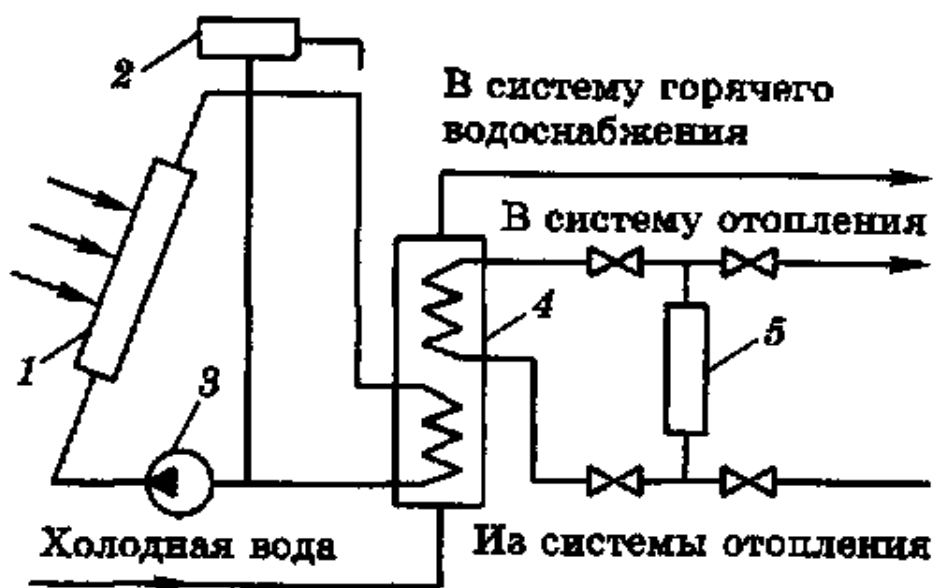 2
В систему горячего
водоснабжения
В систему отопления
1
3
4
5
Холодная вода
Из системы отопления